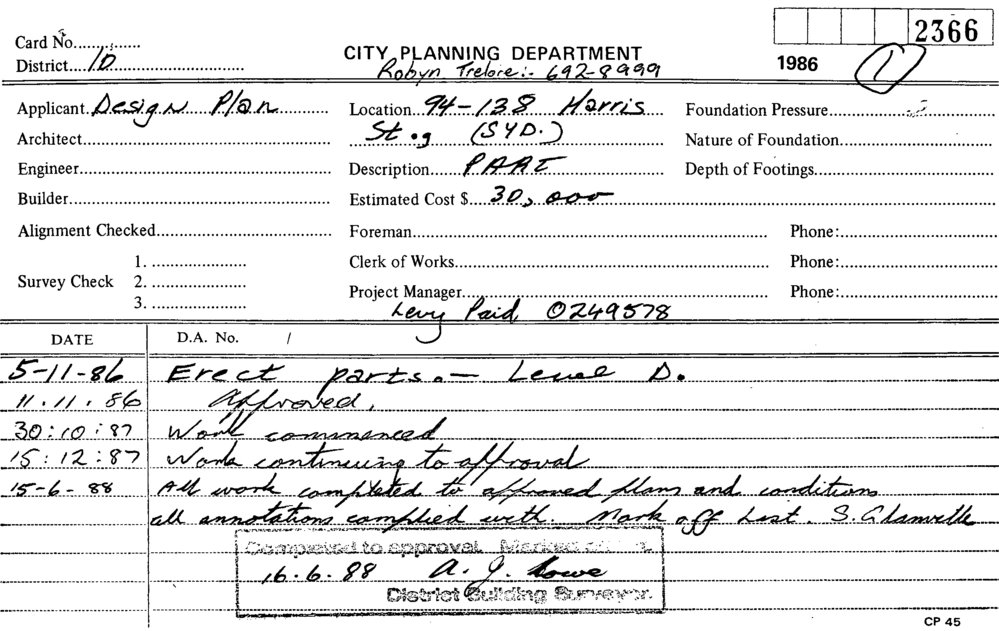 2366
Card No...............
CITY PLANNING DEPARTMENT
District....10
Robyn Trelore:- 692-8999
1986
1
Applicant Design Plan
Location 94-138 Harris
Foundation Pressure
Architect
St. (SYD.)
Nature of Foundation
Engineer
Description PART
Depth of Footings
Builder
Estimated Cost $ 30,000
Alignment Checked
Foreman
Phone:
Survey Check
1.
2.
3.
Clerk of Works
Phone:
Project Manager
Phone:
Levy Paid 0249578
DATE
D.A. No. /
5-11-86 Erect parts. — Level D.
11.11.86 Approved.
30:10:87 Work commenced
15:12:87 Work continuing to approval
15-6-88 All work completed to approved plans and conditions
all annotations complied with. Mark off List. S.
Completed to approval. Marked
16.6.88 A. J. Lowe
District Building Surveyor.
CP 45